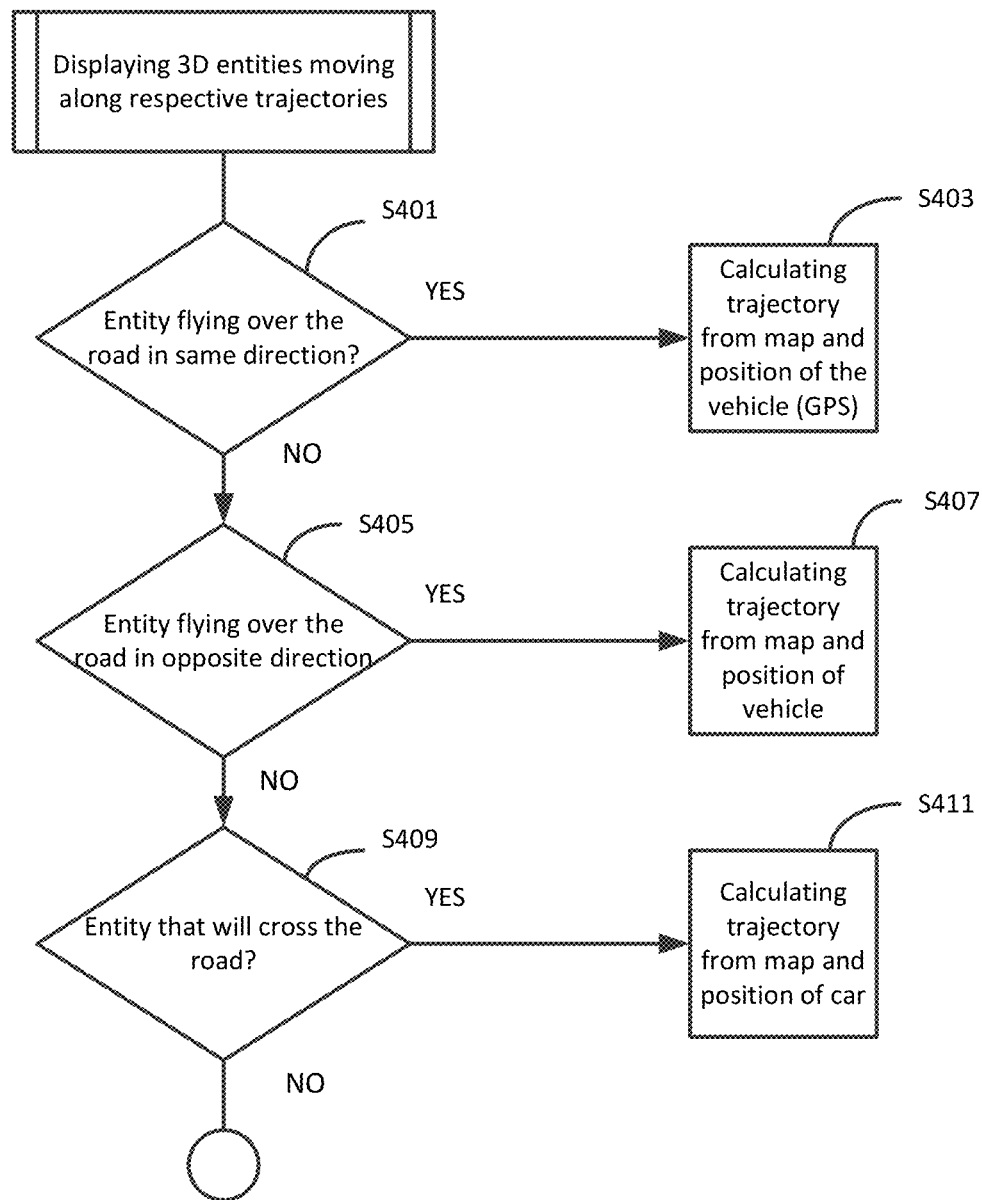 Displaying 3D entities moving
along respective trajectories
S401
S403
Entity flying over the
road in same direction?
YES
Calculating
trajectory
from map and
position of the
vehicle (GPS)
NO
S405
S407
Entity flying over the
road in opposite direction
YES
Calculating
trajectory
from map and
position of
vehicle
NO
S409
S411
Entity that will cross the
road?
YES
Calculating
trajectory
from map and
position of car
NO